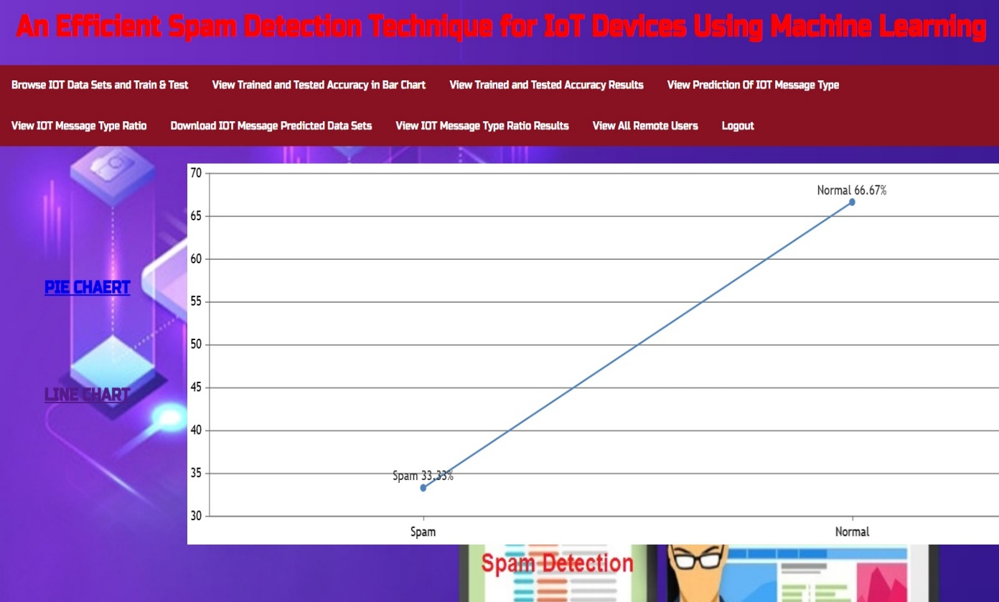 An Efficient Spam Detection Technique for IoT Devices Using Machine Learning
Browse IOT Data Sets and Train & Test View Trained and Tested Accuracy in Bar Chart View Trained and Tested Accuracy Results View Prediction Of IOT Message Type
View IOT Message Type Ratio Download IOT Message Predicted Data Sets View IOT Message Type Ratio Results View All Remote Users Logout
70
Normal 66.67%
65
60
PIE CHAERT
55
50
45
LINE CHART
40
35
Spam 33.33%
30
Spam Normal
Spam Detection